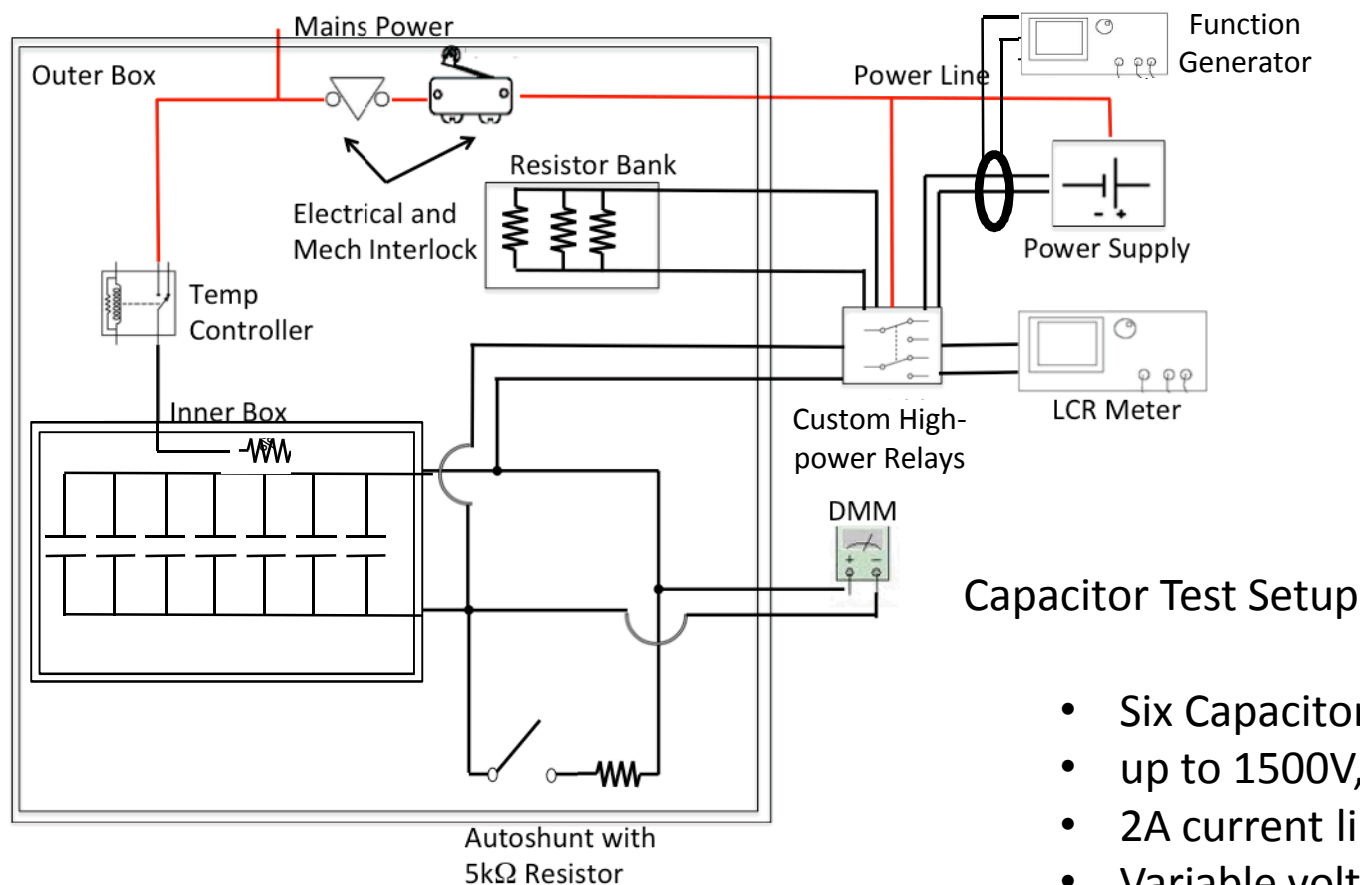 Mains Power
Function
Generator
Outer Box
Power Line
Resistor Bank
Electrical and
Mech Interlock
- +
Power Supply
Temp
Controller
Inner Box
Custom High-
power Relays
LCR Meter
DMM
+ −
Capacitor Test Setup
• Six Capacitor
• up to 1500V,
• 2A current li
• Variable volt
Autoshunt with
5kΩ Resistor